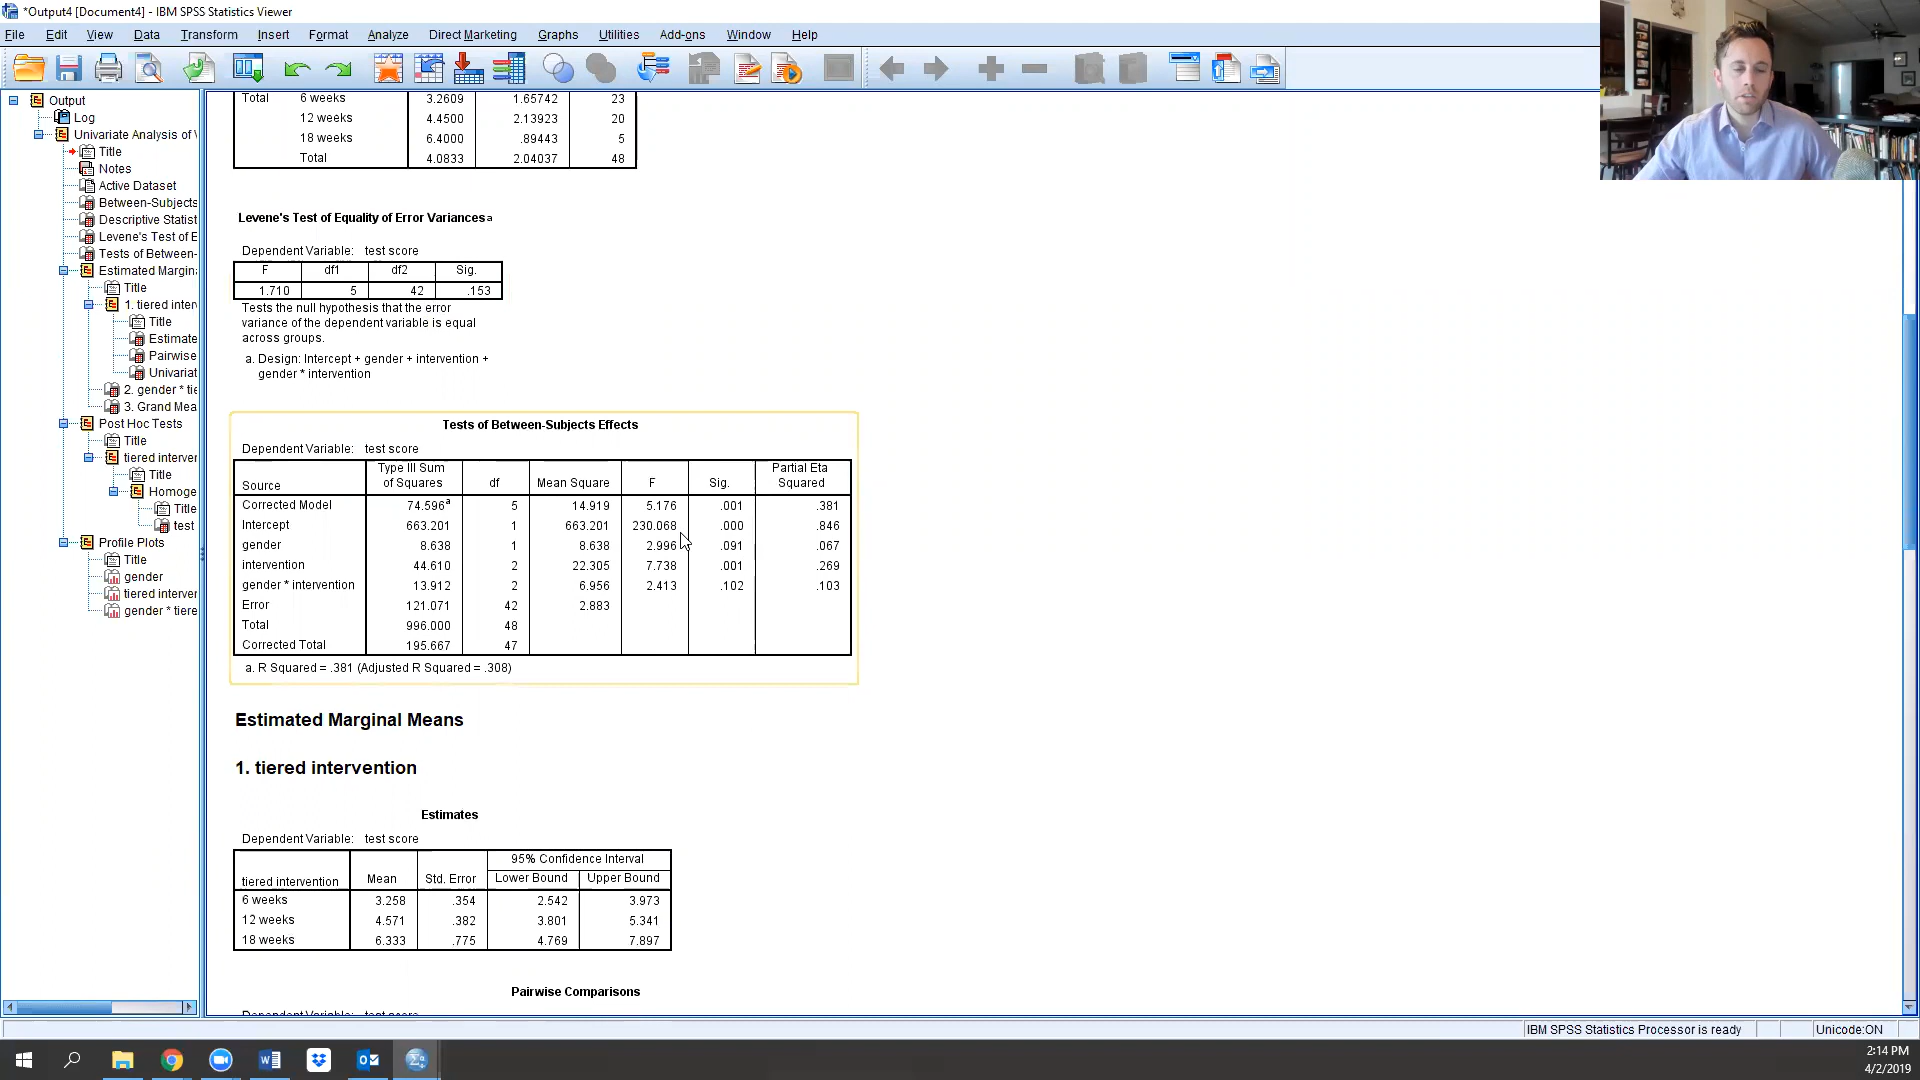 *Output4 [Document4] - IBM SPSS Statistics Viewer
File Edit View Data Transform Insert Format Analyze Direct Marketing Graphs Utilities Add-ons Window Help
Output
Log
Univariate Analysis of V
Title
Notes
Active Dataset
Between-Subjects
Descriptive Statist
Levene's Test of E
Tests of Between-
Estimated Margina
Title
1. tiered interv
Title
Estimate
Pairwise
Univariat
2. gender * tie
3. Grand Mea
Post Hoc Tests
Title
tiered interver
Title
Homoge
Title
test
Profile Plots
Title
gender
tiered interver
gender * tiere
Total 6 weeks 3.2609 1.65742 23
12 weeks 4.4500 2.13923 20
18 weeks 6.4000 .89443 5
Total 4.0833 2.04037 48
Levene's Test of Equality of Error Variancesa
Dependent Variable: test score
F df1 df2 Sig.
1.710 5 42 .153
Tests the null hypothesis that the error
variance of the dependent variable is equal
across groups.
a. Design: Intercept + gender + intervention +
gender * intervention
Tests of Between-Subjects Effects
Dependent Variable: test score
Source Type III Sum of Squares df Mean Square F Sig. Partial Eta Squared
Corrected Model 74.596a 5 14.919 5.176 .001 .381
Intercept 663.201 1 663.201 230.068 .000 .846
gender 8.638 1 8.638 2.996 .091 .067
intervention 44.610 2 22.305 7.738 .001 .269
gender * intervention 13.912 2 6.956 2.413 .102 .103
Error 121.071 42 2.883
Total 996.000 48
Corrected Total 195.667 47
a. R Squared = .381 (Adjusted R Squared = .308)
Estimated Marginal Means
1. tiered intervention
Estimates
Dependent Variable: test score
95% Confidence Interval
tiered intervention Mean Std. Error Lower Bound Upper Bound
6 weeks 3.258 .354 2.542 3.973
12 weeks 4.571 .382 3.801 5.341
18 weeks 6.333 .775 4.769 7.897
Pairwise Comparisons
Dependent Variable: test score
IBM SPSS Statistics Processor is ready Unicode:ON
2:14 PM
4/2/2019